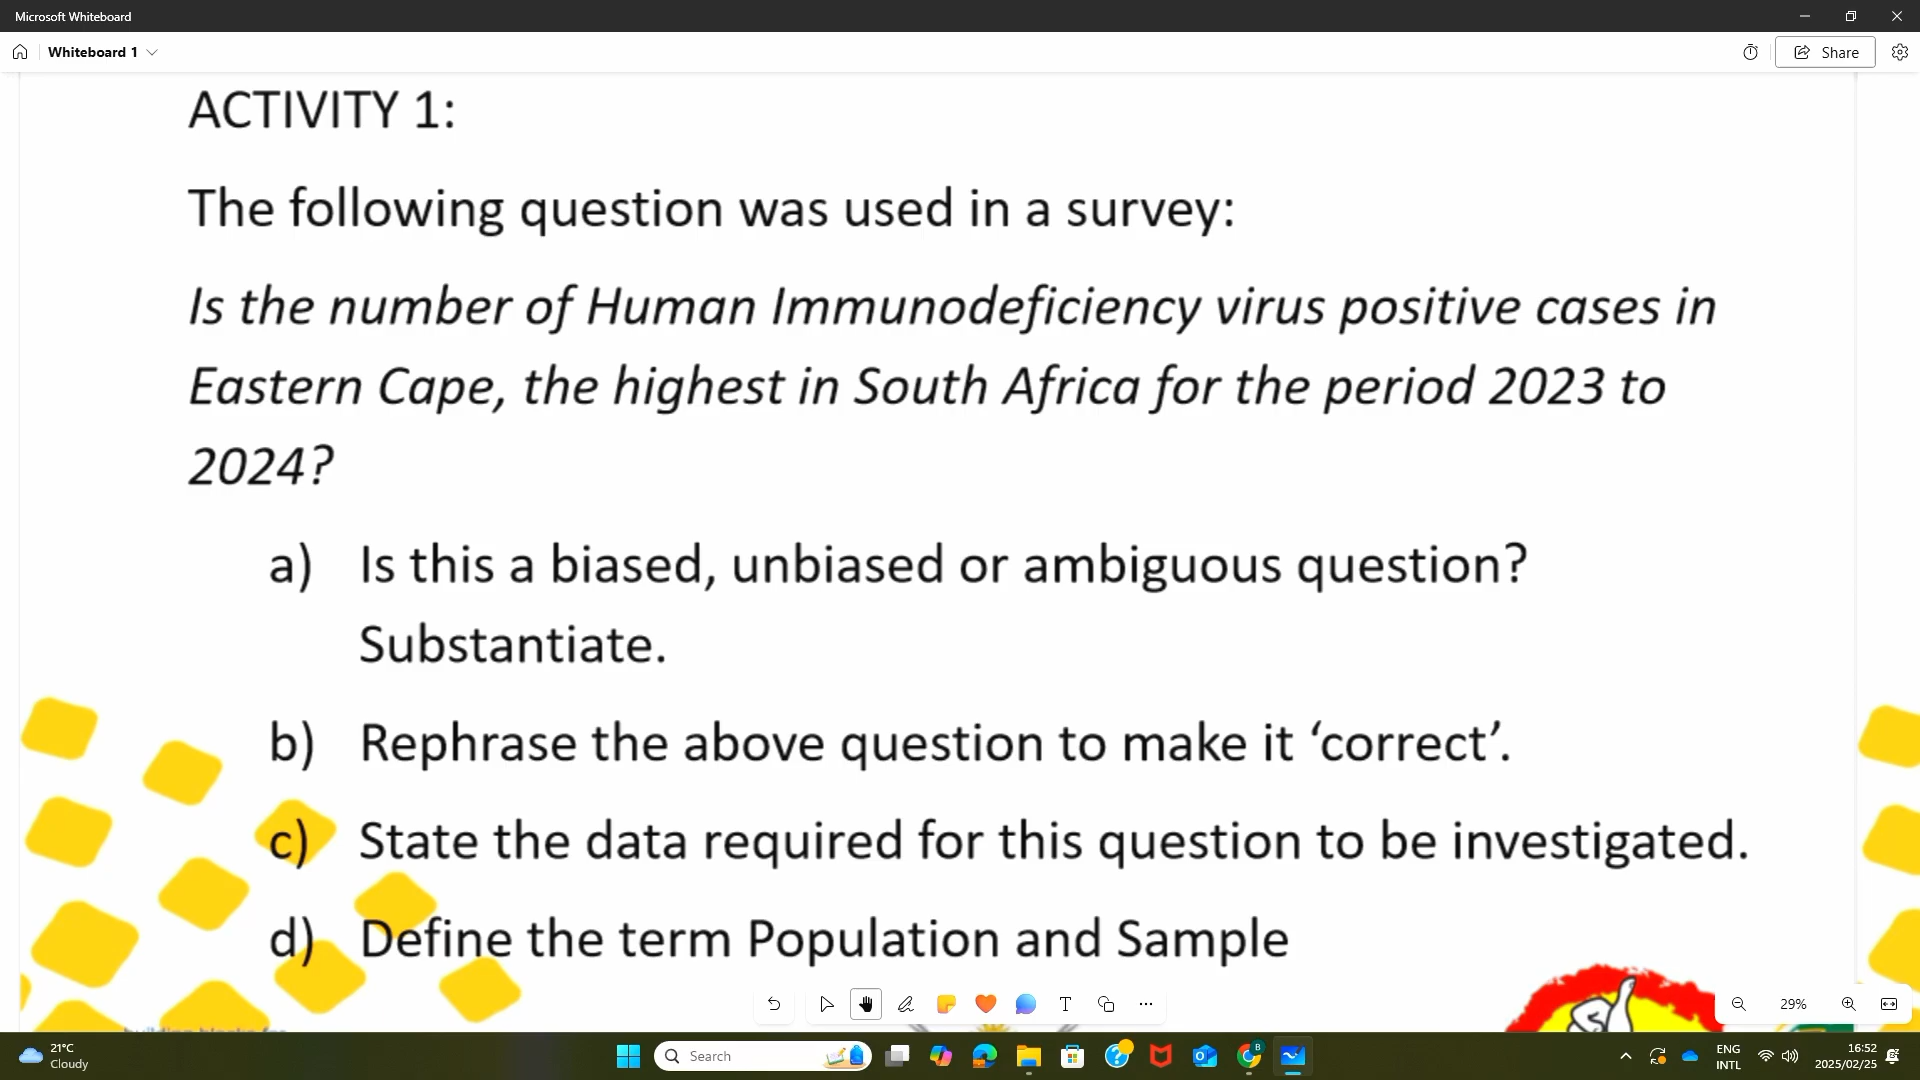 Microsoft Whiteboard
Whiteboard 1
Share
ACTIVITY 1:
The following question was used in a survey:
Is the number of Human Immunodeficiency virus positive cases in
Eastern Cape, the highest in South Africa for the period 2023 to
2024?
a) Is this a biased, unbiased or ambiguous question?
Substantiate.
b) Rephrase the above question to make it ‘correct’.
c) State the data required for this question to be investigated.
d) Define the term Population and Sample
29%
21°C
Cloudy
Search
ENG
INTL
16:52
2025/02/25